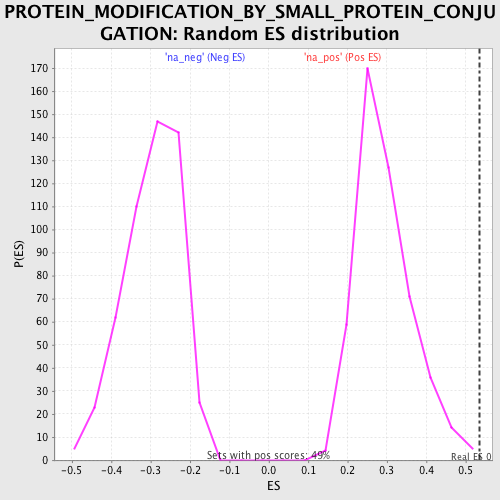 PROTEIN_MODIFICATION_BY_SMALL_PROTEIN_CONJU
GATION: Random ES distribution
'na_neg' (Neg ES) 'na_pos' (Pos ES)
170
160
150
140
130
120
110
100
90
80
70
60
50
40
30
20
10
0
P(ES)
Sets with pos scores: 49%
Real ES 0
-0.5 -0.4 -0.3 -0.2 -0.1 0.0 0.1 0.2 0.3 0.4 0.5
ES